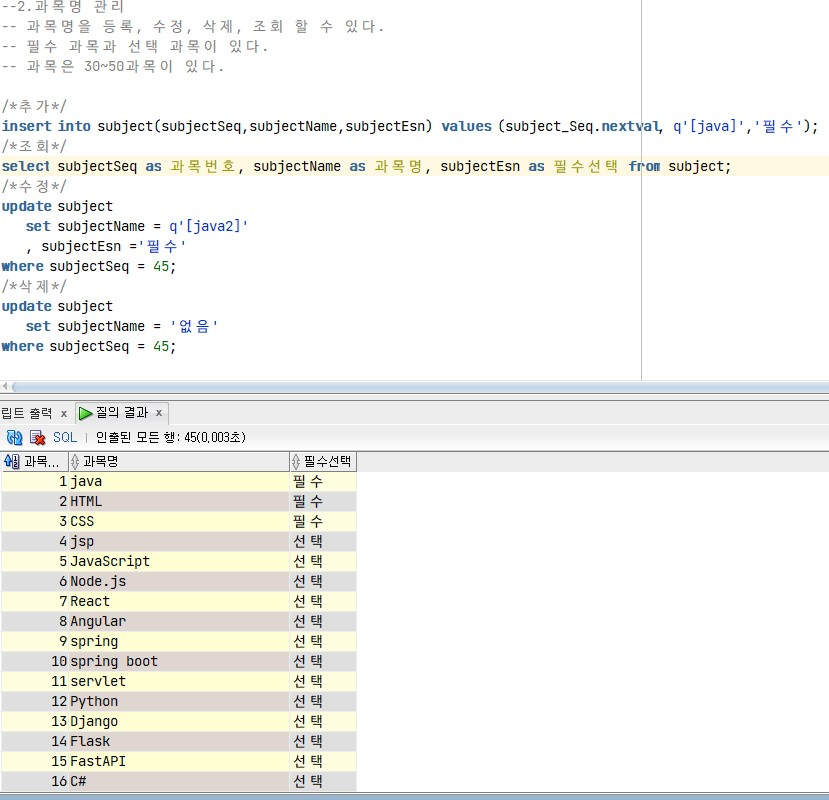 --2.과목명 관리
-- 과목명을 등록, 수정, 삭제, 조회 할 수 있다.
-- 필수 과목과 선택 과목이 있다.
-- 과목은 30~50과목이 있다.
/*추가*/
insert into subject(subjectSeq,subjectName,subjectEsn) values (subject_Seq.nextval, q'[java]','필수');
/*조회*/
select subjectSeq as 과목번호, subjectName as 과목명, subjectEsn as 필수선택 from subject;
/*수정*/
update subject
set subjectName = q'[java2]'
, subjectEsn ='필수'
where subjectSeq = 45;
/*삭제*/
update subject
set subjectName = '없음'
where subjectSeq = 45;
립트 출력 x 질의 결과 x
SQL | 인출된 모든 행: 45(0,003초)
과목... 과목명 필수선택
1 java 필수
2 HTML 필수
3 CSS 필수
4 jsp 선택
5 JavaScript 선택
6 Node.js 선택
7 React 선택
8 Angular 선택
9 spring 선택
10 spring boot 선택
11 servlet 선택
12 Python 선택
13 Django 선택
14 Flask 선택
15 FastAPI 선택
16 C# 선택